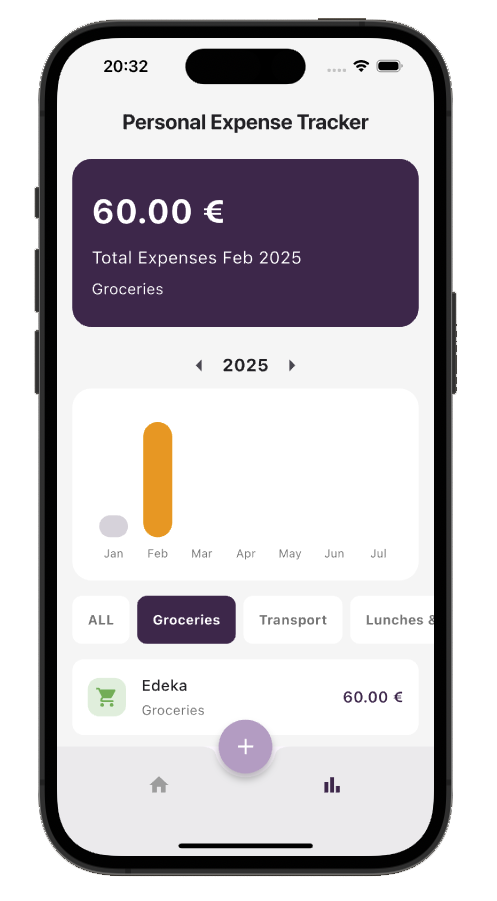 20:32
Personal Expense Tracker
60.00 €
Total Expenses Feb 2025
Groceries
2025
Jan Feb Mar Apr May Jun Jul
ALL Groceries Transport Lunches &
Edeka
Groceries
60.00 €
+